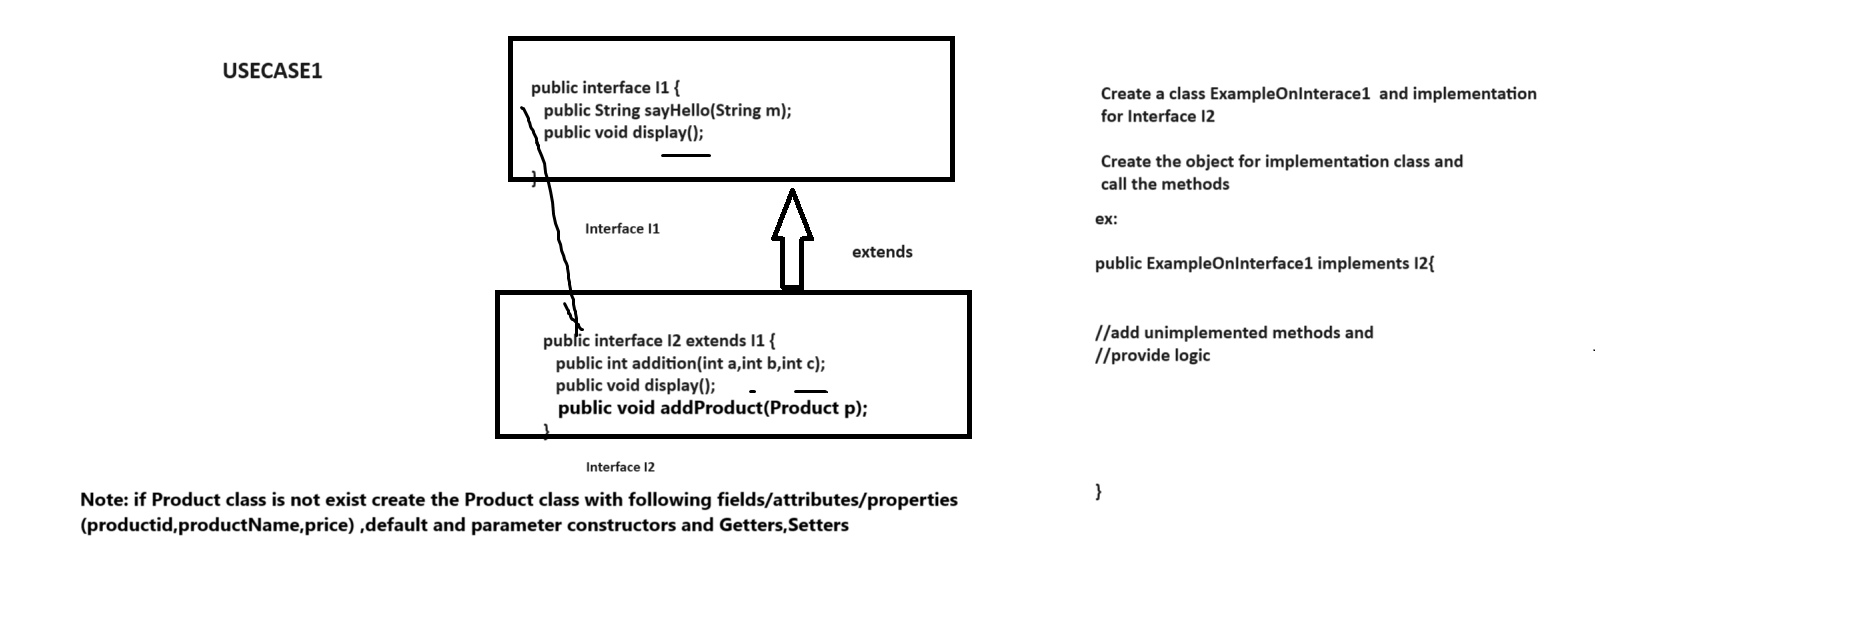 USECASE1
public interface I1 {
public String sayHello(String m);
public void display();
}
Interface I1
extends
public interface I2 extends I1 {
public int addition(int a,int b,int c);
public void display();
public void addProduct(Product p);
}
Interface I2
Note: if Product class is not exist create the Product class with following fields/attributes/properties
(productid,productName,price) ,default and parameter constructors and Getters,Setters
Create a class ExampleOnInterace1 and implementation
for Interface I2
Create the object for implementation class and
call the methods
ex:
public ExampleOnInterface1 implements I2{
//add unimplemented methods and
//provide logic
}